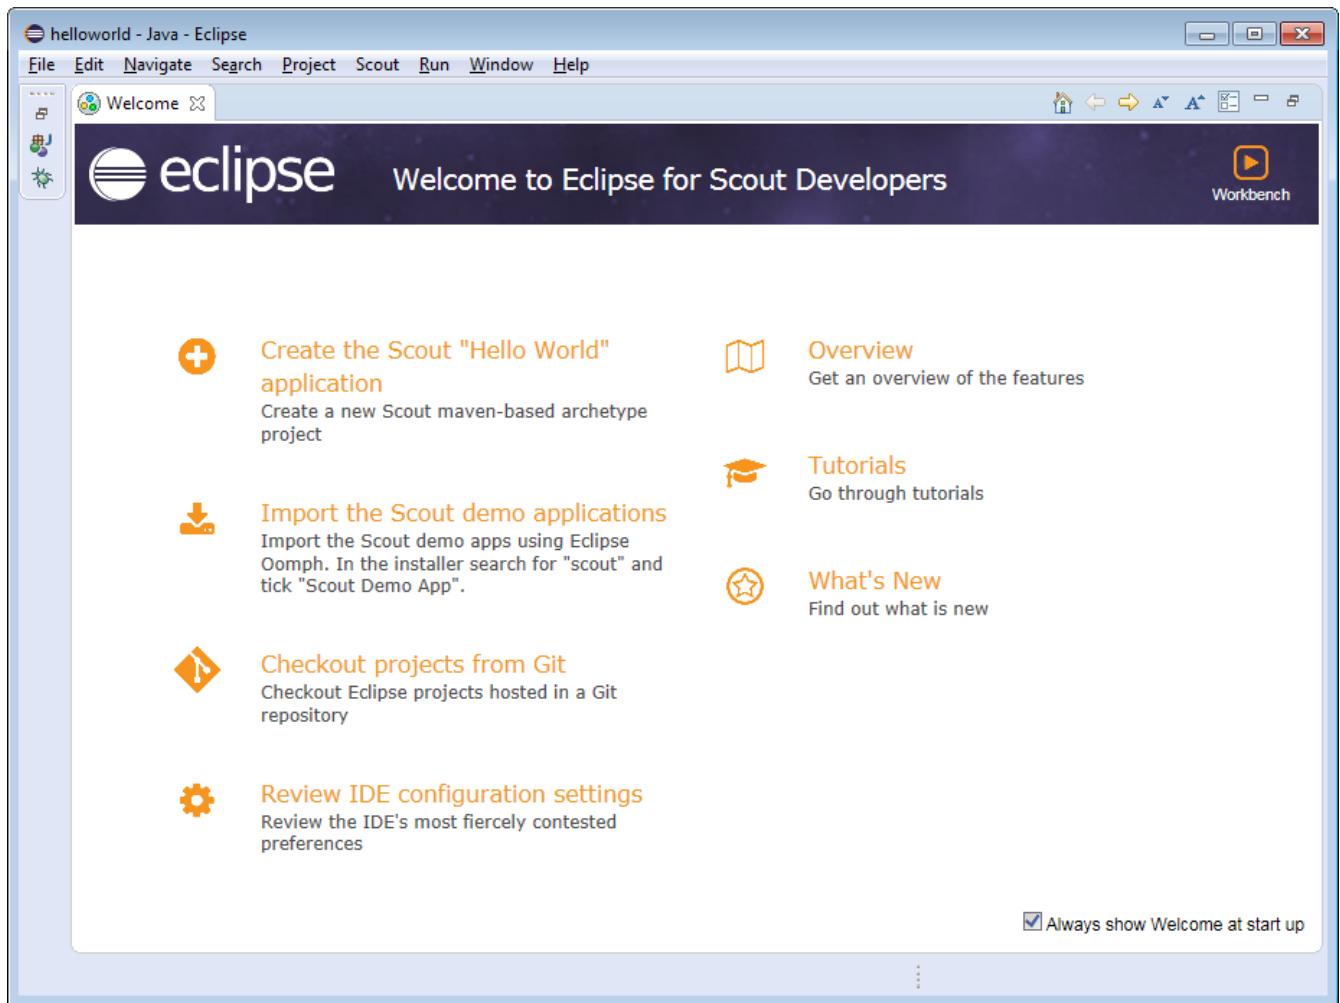 helloworld - Java - Eclipse
File Edit Navigate Search Project Scout Run Window Help
Welcome
eclipse
Welcome to Eclipse for Scout Developers
Workbench
Create the Scout "Hello World"
application
Create a new Scout maven-based archetype
project
Import the Scout demo applications
Import the Scout demo apps using Eclipse
Oomph. In the installer search for "scout" and
tick "Scout Demo App".
Checkout projects from Git
Checkout Eclipse projects hosted in a Git
repository
Review IDE configuration settings
Review the IDE's most fiercely contested
preferences
Overview
Get an overview of the features
Tutorials
Go through tutorials
What's New
Find out what is new
Always show Welcome at start up